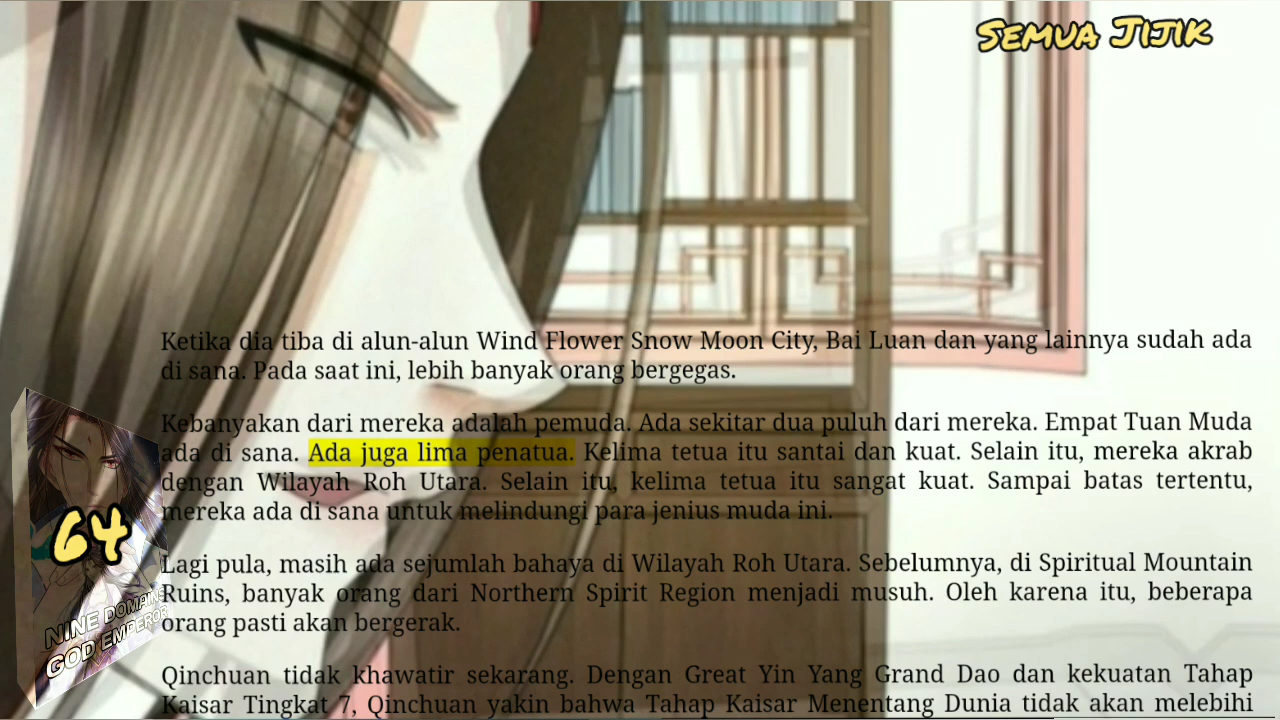 Semua Jijik
Ketika dia tiba di alun-alun Wind Flower Snow Moon City, Bai Luan dan yang lainnya sudah ada
di sana. Pada saat ini, lebih banyak orang bergegas.
Kebanyakan dari mereka adalah pemuda. Ada sekitar dua puluh dari mereka. Empat Tuan Muda
ada di sana. Ada juga lima penatua. Kelima tetua itu santai dan kuat. Selain itu, mereka akrab
dengan Wilayah Roh Utara. Selain itu, kelima tetua itu sangat kuat. Sampai batas tertentu,
mereka ada di sana untuk melindungi para jenius muda ini.
Lagi pula, masih ada sejumlah bahaya di Wilayah Roh Utara. Sebelumnya, di Spiritual Mountain
Ruins, banyak orang dari Northern Spirit Region menjadi musuh. Oleh karena itu, beberapa
orang pasti akan bergerak.
Qinchuan tidak khawatir sekarang. Dengan Great Yin Yang Grand Dao dan kekuatan Tahap
Kaisar Tingkat 7, Qinchuan yakin bahwa Tahap Kaisar Menentang Dunia tidak akan melebihi
64
NINE DOMAINS
GOD EMPEROR